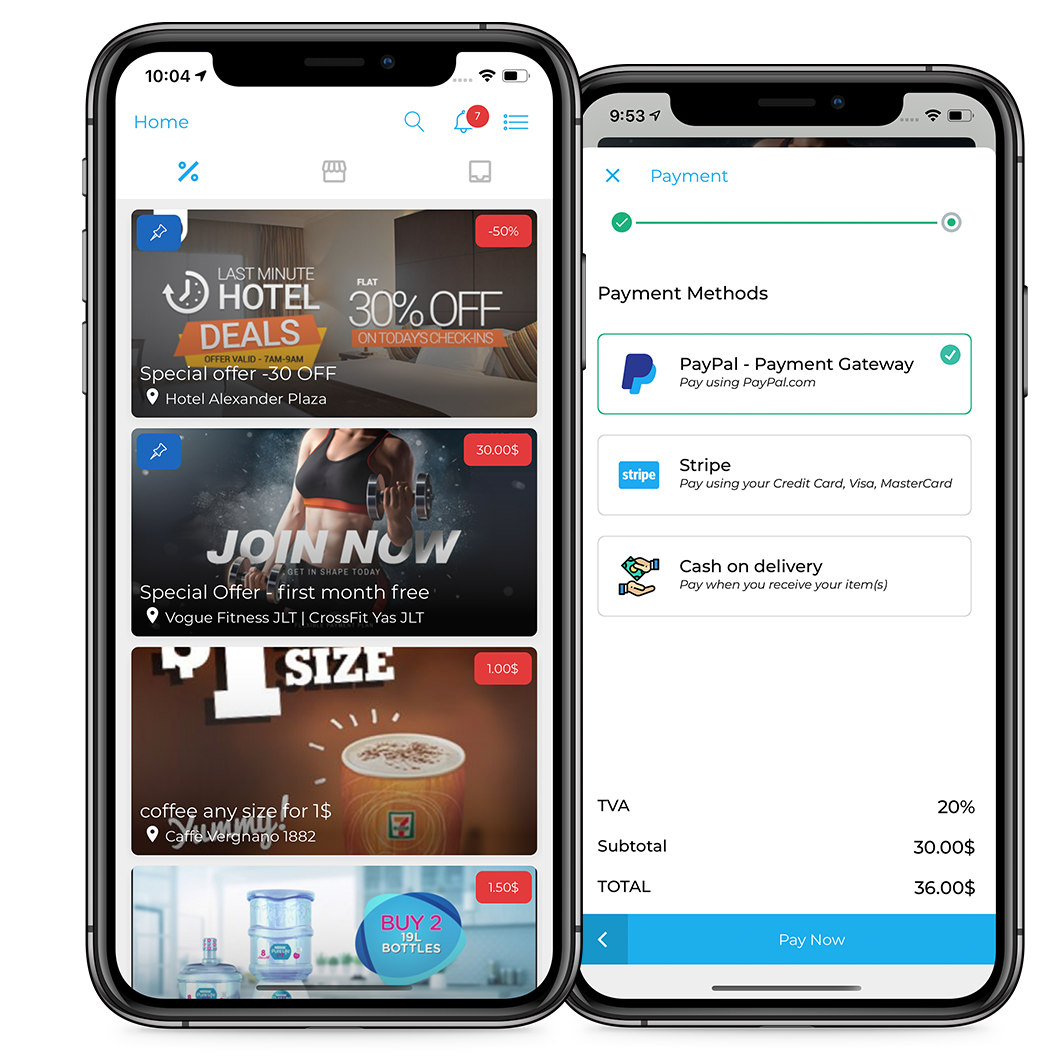 10:04
Home
7
-50%
LAST MINUTE
HOTEL
DEALS
OFFER VALID - 7AM-9AM
FLAT
30% OFF
ON TODAY'S CHECK-INS
Special offer -30 OFF
Hotel Alexander Plaza
30.00$
JOIN NOW
GET IN SHAPE TODAY
Special Offer - first month free
Vogue Fitness JLT | CrossFit Yas JLT
1.00$
$1 SIZE
Yummy!
coffee any size for 1$
Caffè Vergnano 1882
1.50$
BUY 2
19L
BOTTLES
9:53
Payment
Payment Methods
PayPal - Payment Gateway
Pay using PayPal.com
stripe
Stripe
Pay using your Credit Card, Visa, MasterCard
Cash on delivery
Pay when you receive your item(s)
TVA 20%
Subtotal 30.00$
TOTAL 36.00$
Pay Now